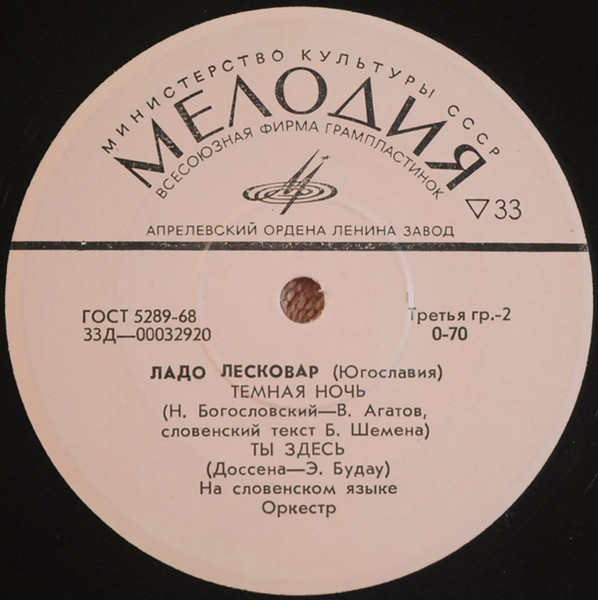 МИНИСТЕРСТВО КУЛЬТУРЫ СССР
МЕЛОДИЯ
ВСЕСОЮЗНАЯ ФИРМА ГРАМПЛАСТИНОК
▽33
АПРЕЛЕВСКИЙ ОРДЕНА ЛЕНИНА ЗАВОД
ГОСТ 5289-68
Третья гр.-2
33Д—00032920
0-70
ЛАДО ЛЕСКОВАР (Югославия)
ТЕМНАЯ НОЧЬ
(Н. Богословский—В. Агатов,
словенский текст Б. Шемена)
ТЫ ЗДЕСЬ
(Доссена—Э. Будау)
На словенском языке
Оркестр